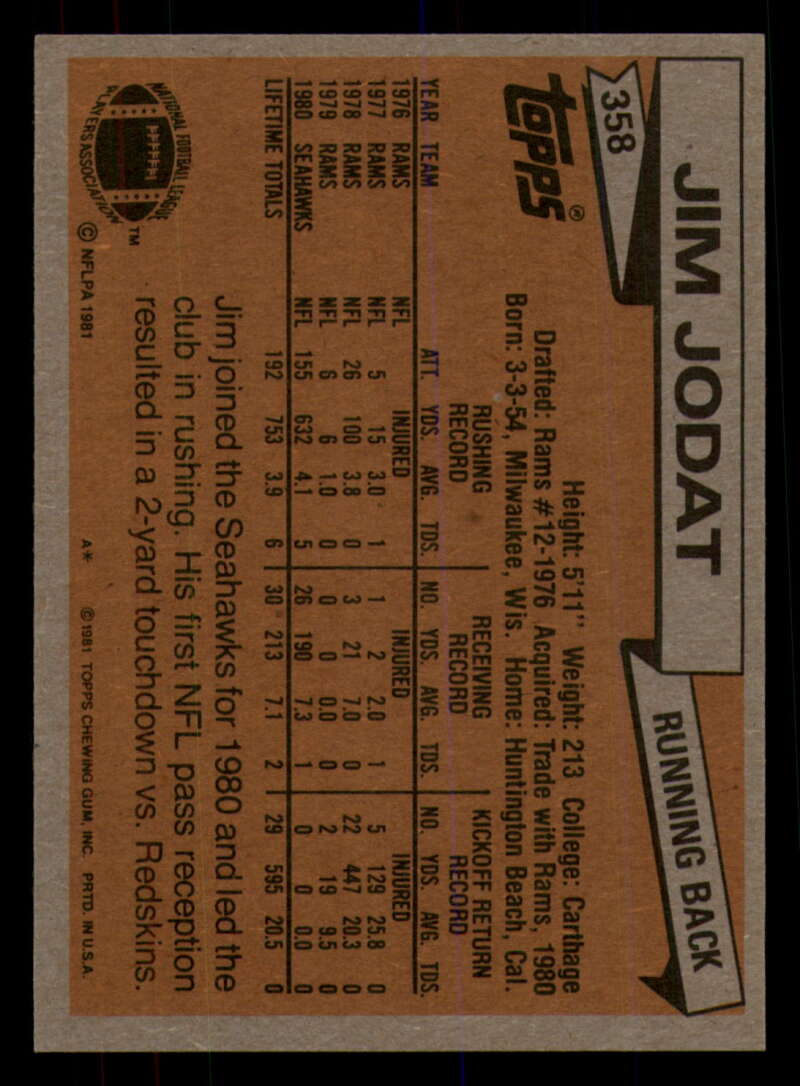 358
JIM JODAT
RUNNING BACK
TOPPS®
Height: 5'11" Weight: 213 College: Carthage
Drafted: Rams #12-1976 Acquired: Trade with Rams, 1980
Born: 3-3-54, Milwaukee, Wis. Home: Huntington Beach, Cal.
RUSHING RECORD RECEIVING RECORD KICKOFF RETURN RECORD
YEAR TEAM ATT. YDS. AVG. TDS. NO. YDS. AVG. TDS. NO. YDS. AVG. TDS.
1976 RAMS NFL INJURED INJURED INJURED
1977 RAMS NFL 5 15 3.0 1 1 2 2.0 1 5 129 25.8 0
1978 RAMS NFL 26 100 3.8 0 3 21 7.0 0 22 447 20.3 0
1979 RAMS NFL 6 6 1.0 0 0 0 0.0 0 2 19 9.5 0
1980 SEAHAWKS NFL 155 632 4.1 5 26 190 7.3 1 0 0 0.0 0
LIFETIME TOTALS 192 753 3.9 6 30 213 7.1 2 29 595 20.5 0
Jim joined the Seahawks for 1980 and led the
club in rushing. His first NFL pass reception
resulted in a 2-yard touchdown vs. Redskins.
NATIONAL FOOTBALL LEAGUE
PLAYERS ASSOCIATION
TM
© NFLPA 1981
A* ©1981 TOPPS CHEWING GUM, INC. PRTD. IN U.S.A.